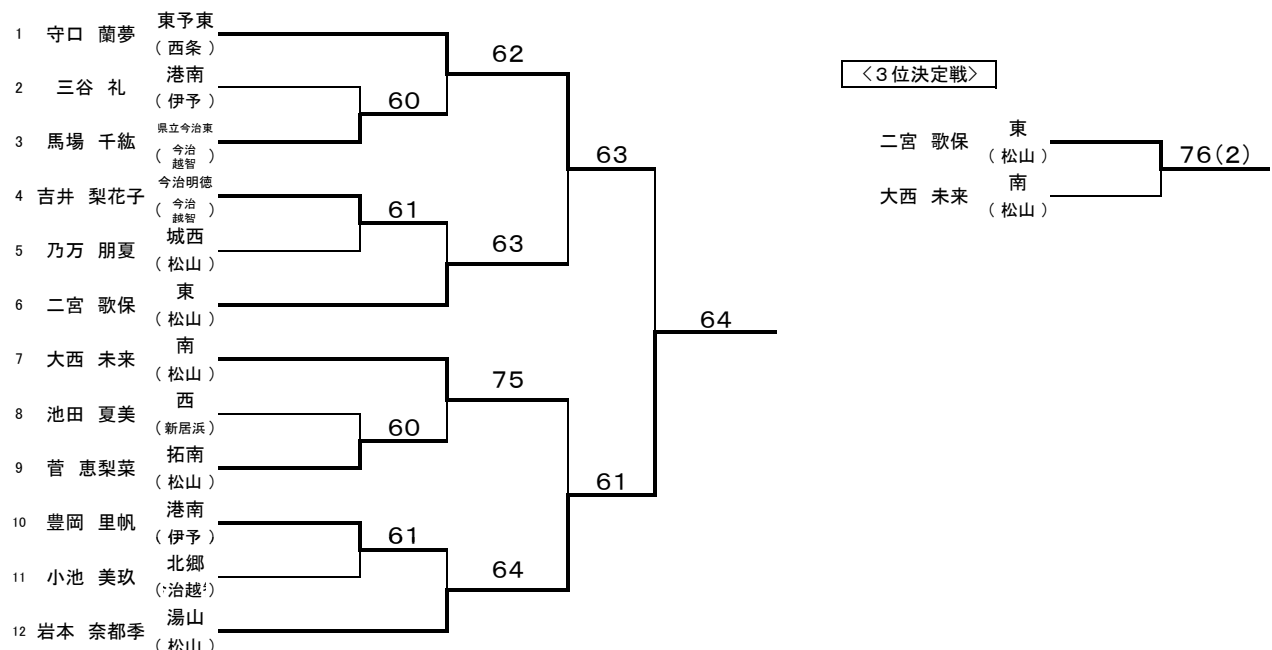 1 守口 蘭夢 東予東
( 西条 )
2 三谷 礼 港南
( 伊予 )
3 馬場 千紘 県立今治東
( 今治越智 )
4 吉井 梨花子 今治明徳
( 今治越智 )
5 乃万 朋夏 城西
( 松山 )
6 二宮 歌保 東
( 松山 )
7 大西 未来 南
( 松山 )
8 池田 夏美 西
( 新居浜 )
9 菅 恵梨菜 拓南
( 松山 )
10 豊岡 里帆 港南
( 伊予 )
11 小池 美玖 北郷
治越
12 岩本 奈都季 湯山
( 松山 )
60
61
60
61
62
63
75
64
63
61
64
＜３位決定戦＞
二宮 歌保 東
( 松山 )
大西 未来 南
( 松山 )
76(2)